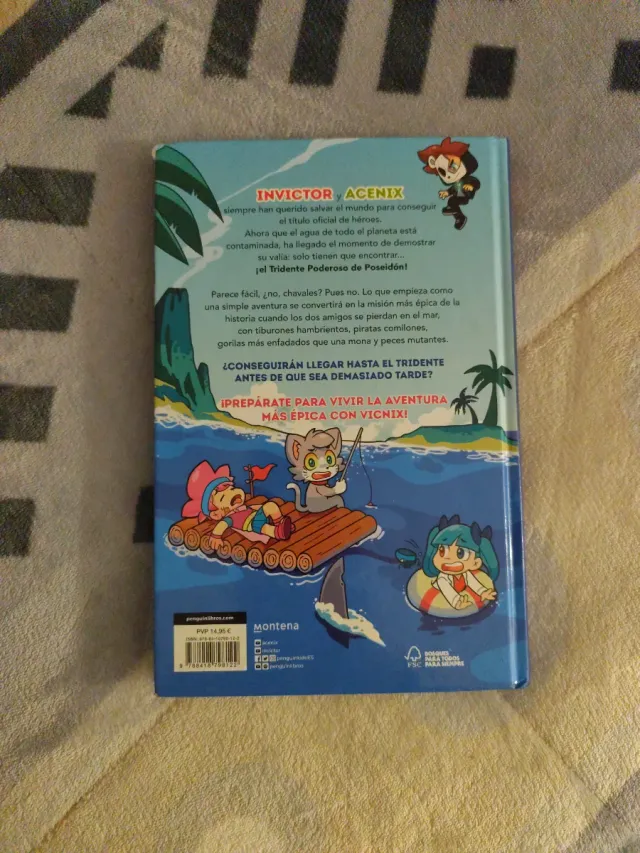 INVICTOR y ACENIX
siempre han querido salvar el mundo para conseguir
el título oficial de héroes.
Ahora que el agua de todo el planeta está
contaminada, ha llegado el momento de demostrar
su valía: solo tienen que encontrar...
¡el Tridente Poderoso de Poseidón!
Parece fácil, ¿no, chavales? Pues no. Lo que empieza como
una simple aventura se convertirá en la misión más épica de la
historia cuando los dos amigos se pierdan en el mar,
con tiburones hambrientos, piratas comilones,
gorilas más enfadados que una mona y peces mutantes.
¿CONSEGUIRÁN LLEGAR HASTA EL TRIDENTE
ANTES DE QUE SEA DEMASIADO TARDE?
¡PREPÁRATE PARA VIVIR LA AVENTURA
MÁS ÉPICA CON VICNIX!
penguinlibros.com
PVP 14,95 €
Montena
FSC
BOSQUES
PARA TODOS
PARA SIEMPRE